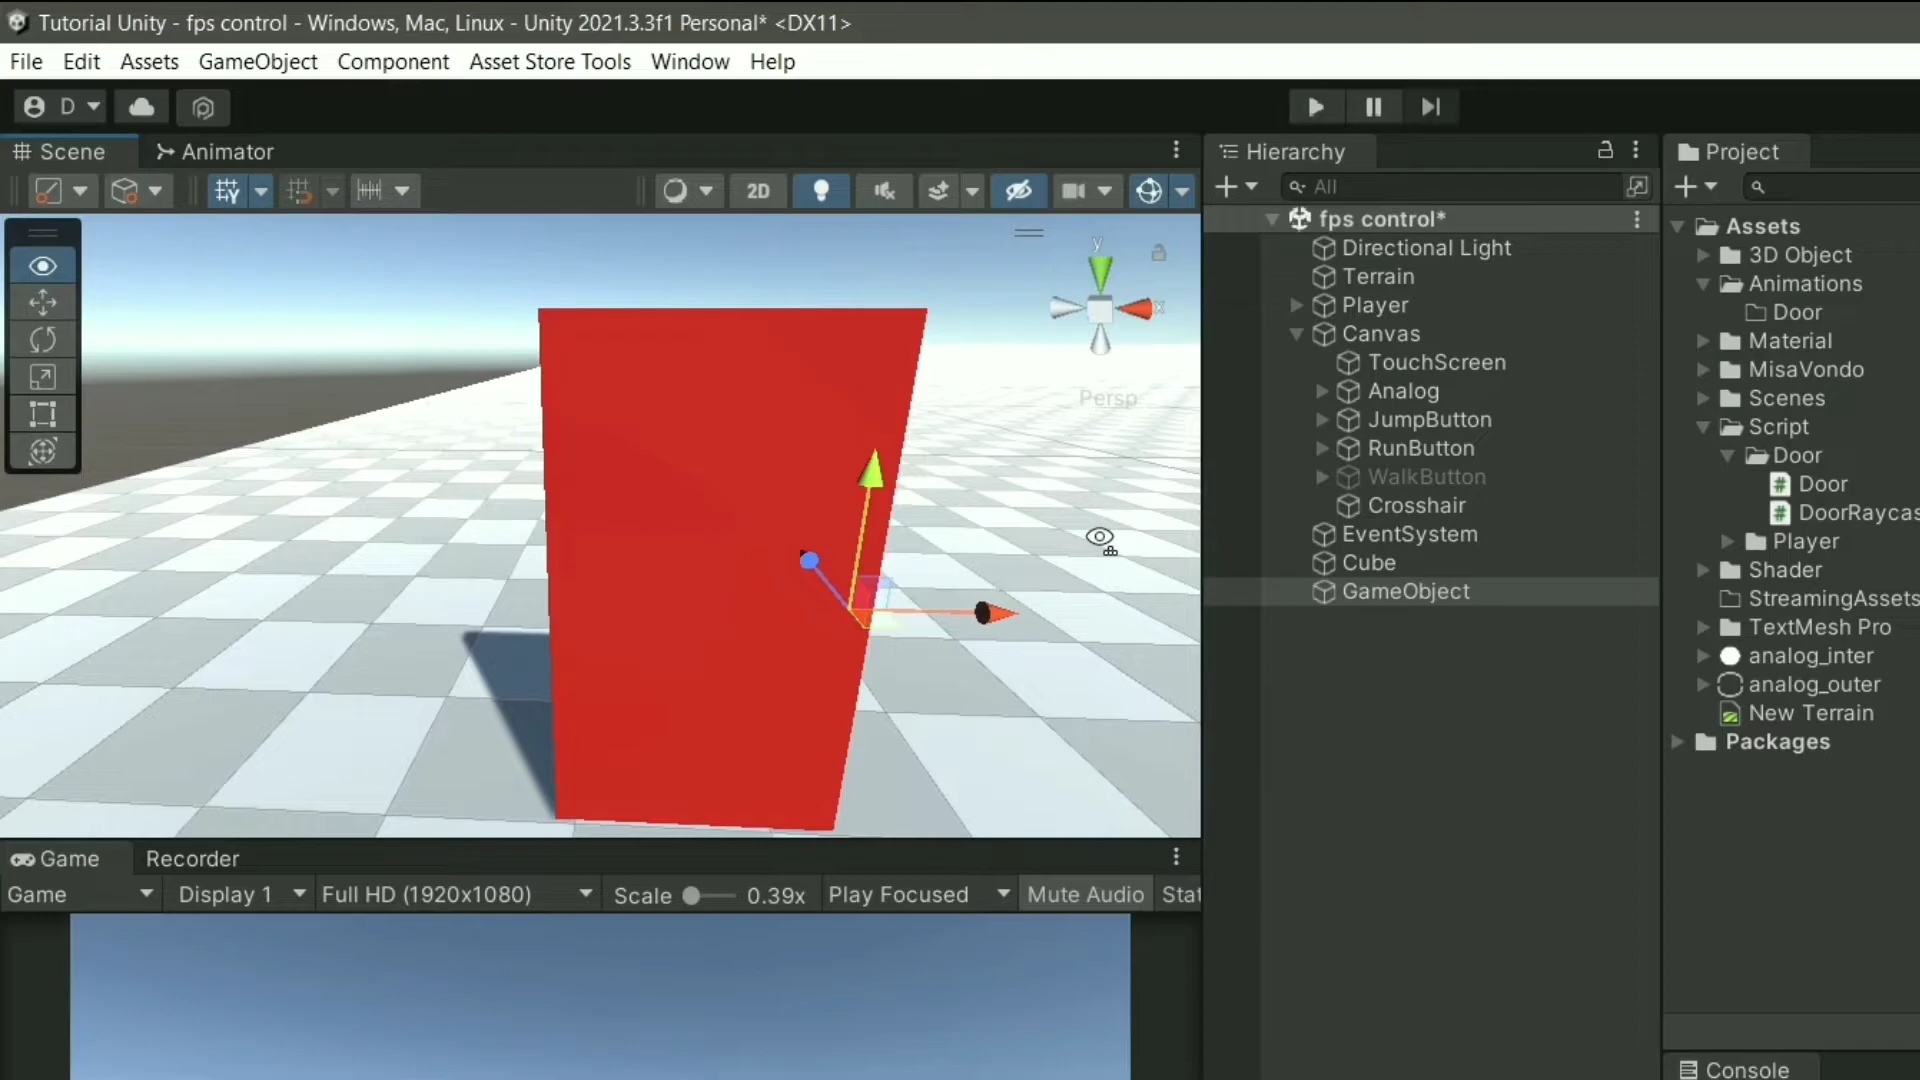 Tutorial Unity - fps control - Windows, Mac, Linux - Unity 2021.3.3f1 Personal* <DX11>
File Edit Assets GameObject Component Asset Store Tools Window Help
D
Scene Animator
2D
y
x
Persp
Game Recorder
Game Display 1 Full HD (1920x1080) Scale 0.39x Play Focused Mute Audio Stat
Hierarchy
All
fps control*
Directional Light
Terrain
Player
Canvas
TouchScreen
Analog
JumpButton
RunButton
WalkButton
Crosshair
EventSystem
Cube
GameObject
Project
Assets
3D Object
Animations
Door
Material
MisaVondo
Scenes
Script
Door
Door
DoorRaycas
Player
Shader
StreamingAssets
TextMesh Pro
analog_inter
analog_outer
New Terrain
Packages
Console